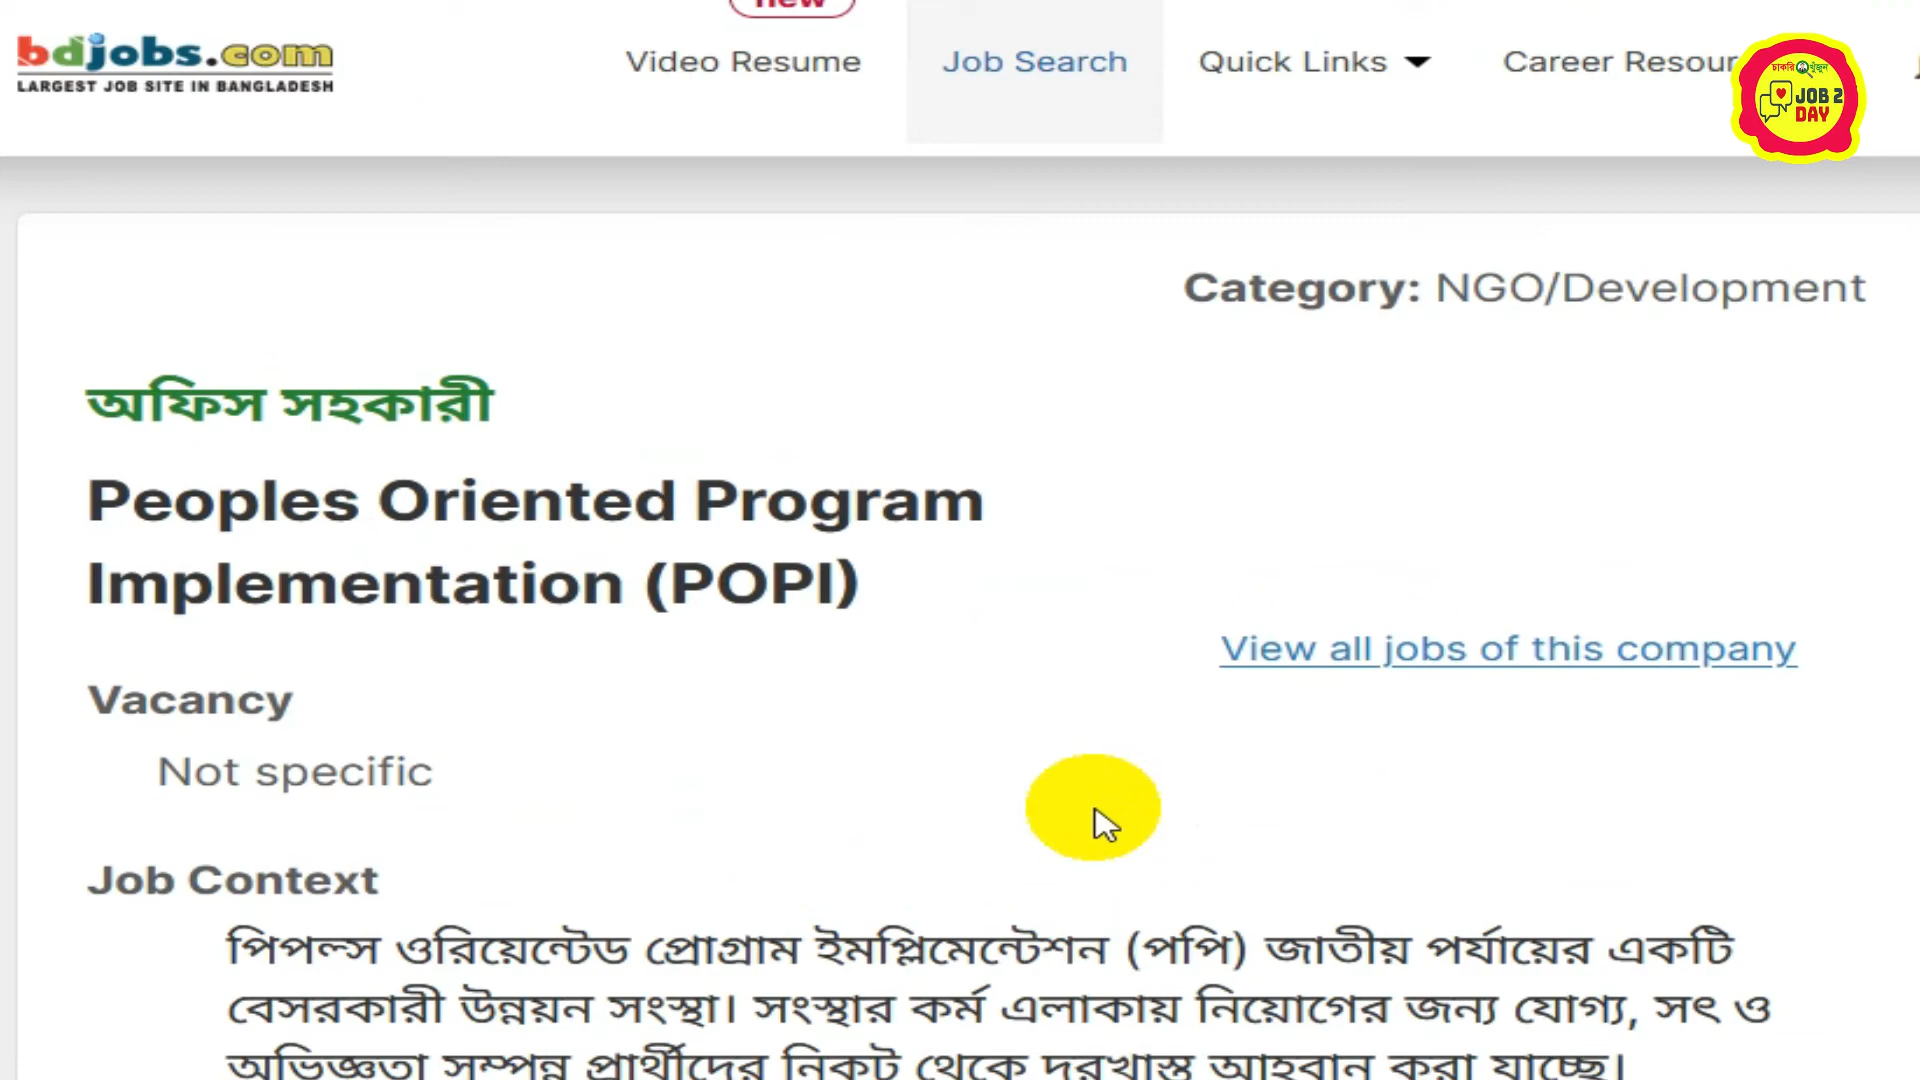 new
bdjobs.com
LARGEST JOB SITE IN BANGLADESH
Video Resume
Job Search
Quick Links
Career Resour
চাকরি খুঁজুন
JOB 2
DAY
Category: NGO/Development
অফিস সহকারী
Peoples Oriented Program
Implementation (POPI)
View all jobs of this company
Vacancy
Not specific
Job Context
পিপল্স ওরিয়েন্টেড প্রোগ্রাম ইমপ্লিমেন্টেশন (পপি) জাতীয় পর্যায়ের একটি
বেসরকারী উন্নয়ন সংস্থা। সংস্থার কর্ম এলাকায় নিয়োগের জন্য যোগ্য, সৎ ও
অভিজ্ঞতা সম্পন্ন প্রার্থীদের নিকট থেকে দরখাস্ত আহবান করা যাচ্ছে।